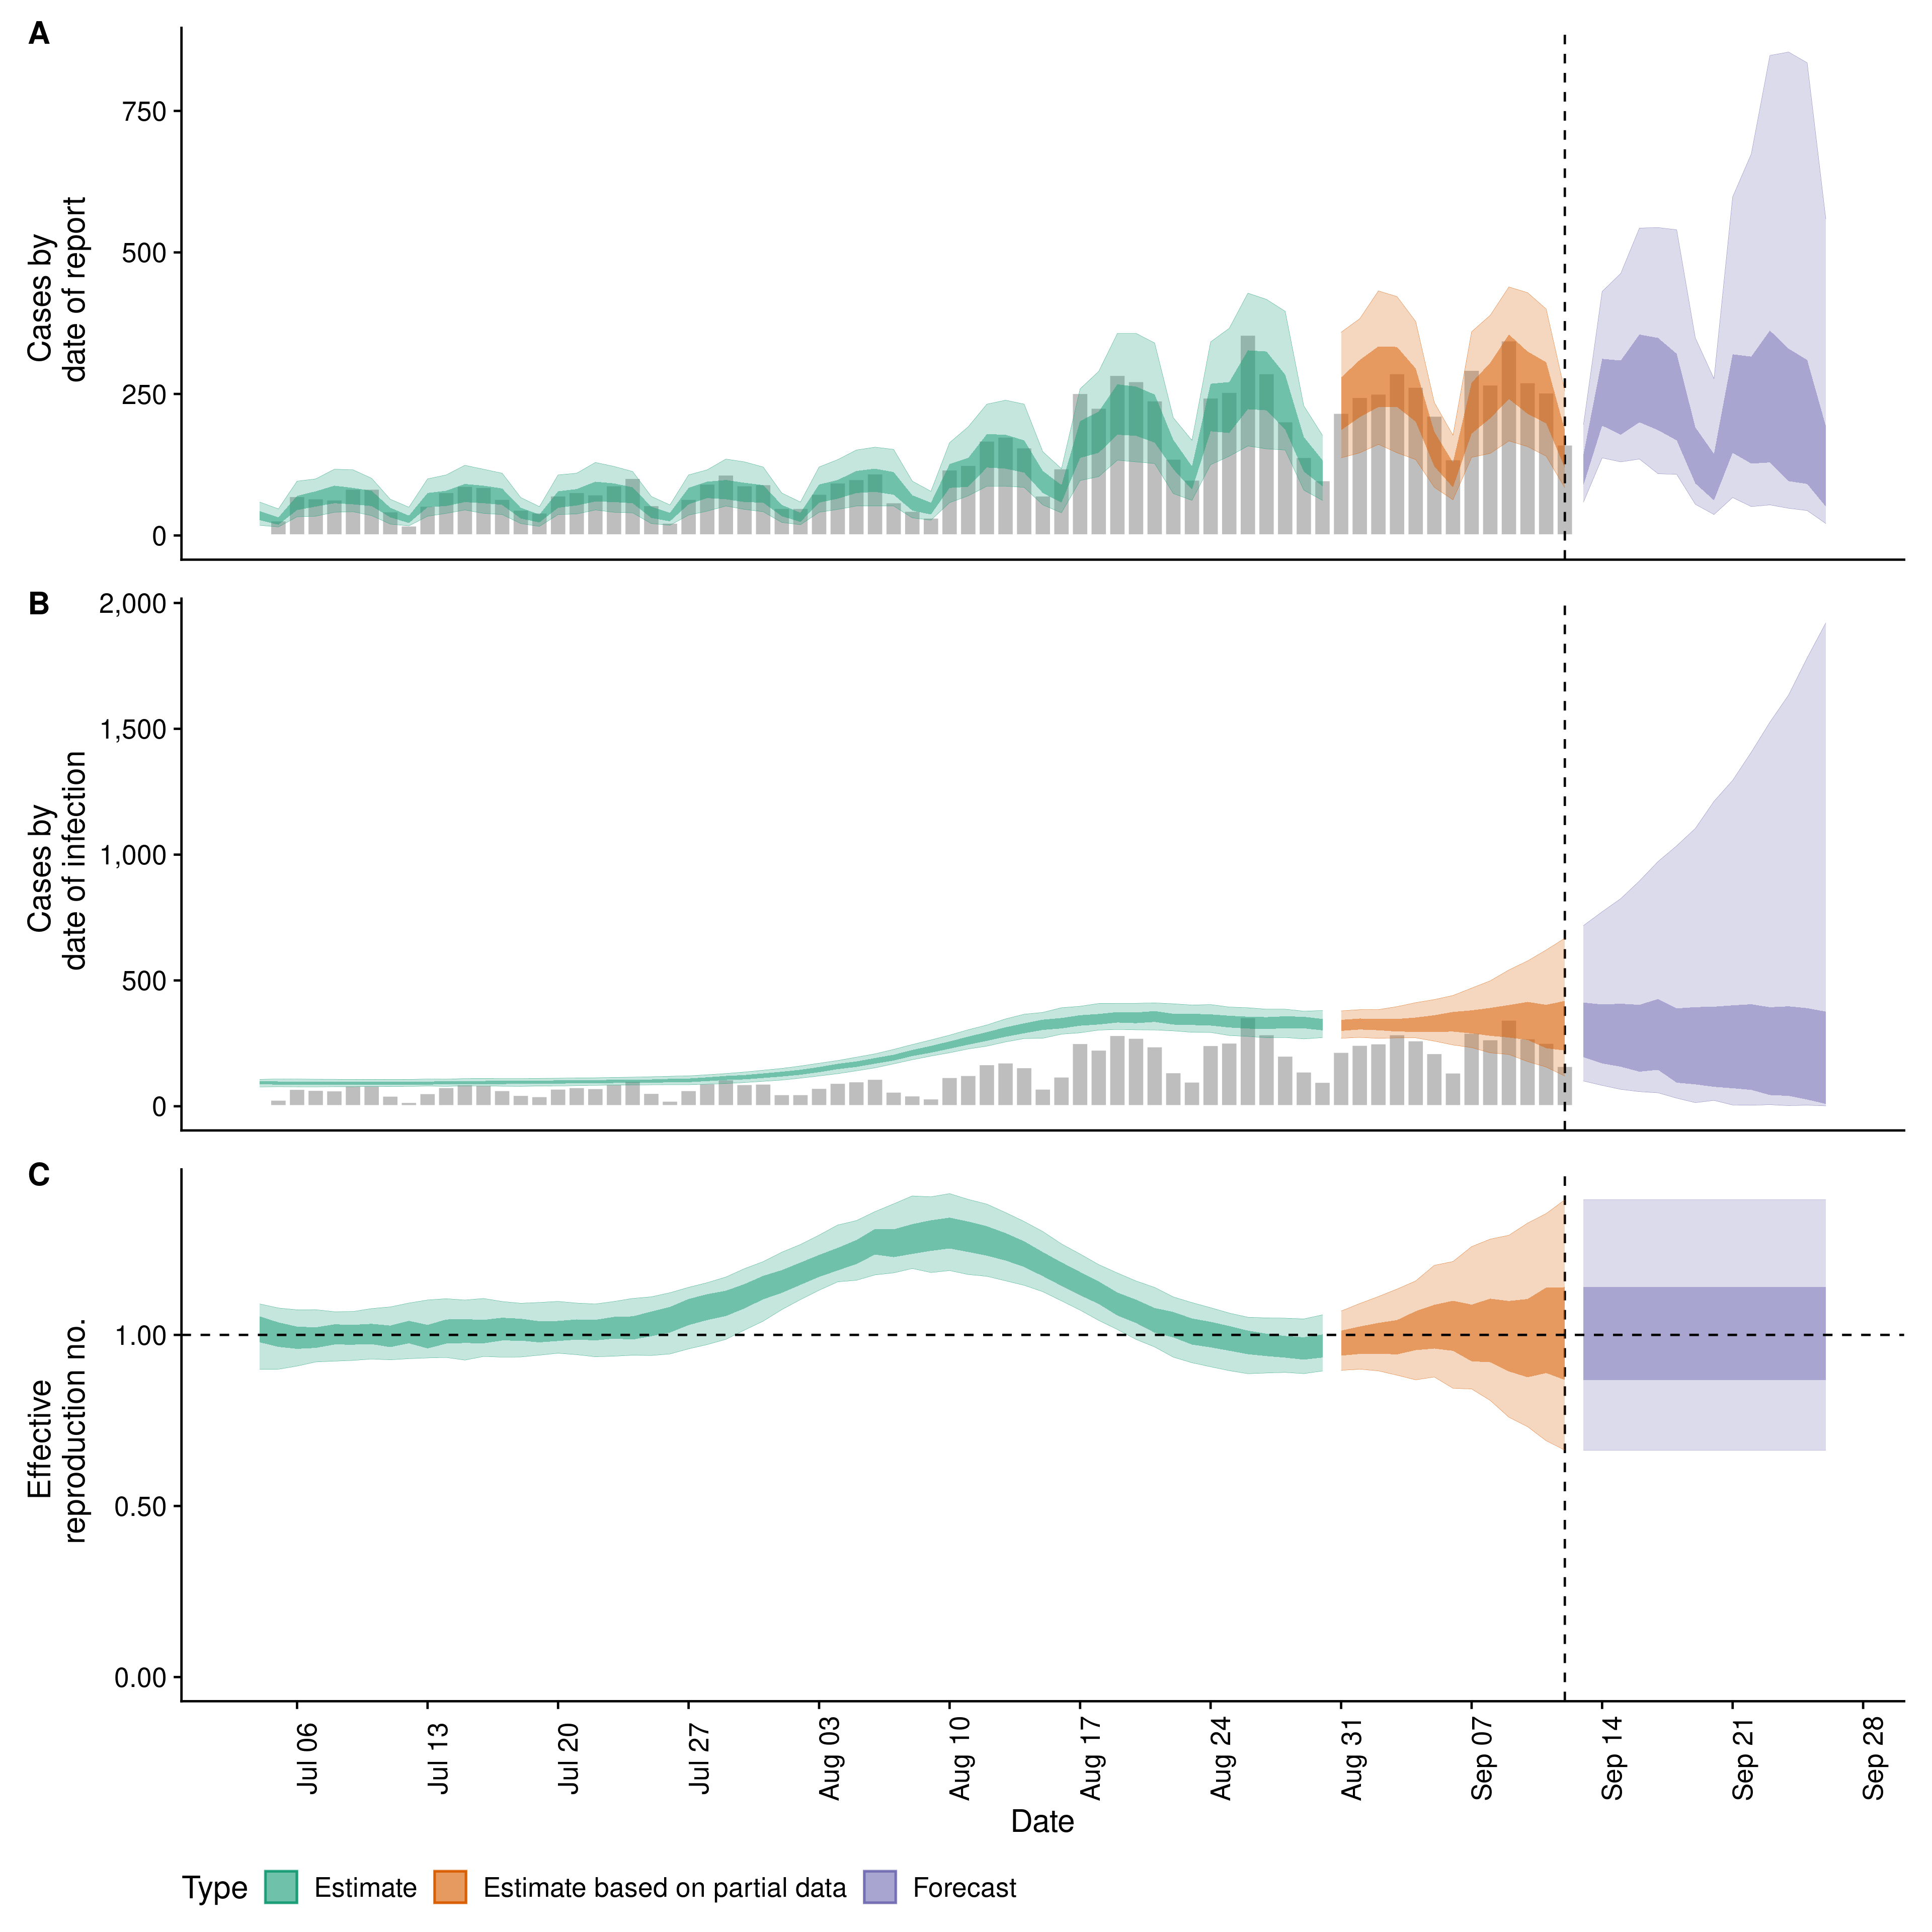 A
Cases by
date of report
750
500
250
0
B
Cases by
date of infection
2,000
1,500
1,000
500
0
C
Effective
reproduction no.
1.00
0.50
0.00
Jul 06
Jul 13
Jul 20
Jul 27
Aug 03
Aug 10
Aug 17
Aug 24
Aug 31
Sep 07
Sep 14
Sep 21
Sep 28
Date
Type Estimate Estimate based on partial data Forecast